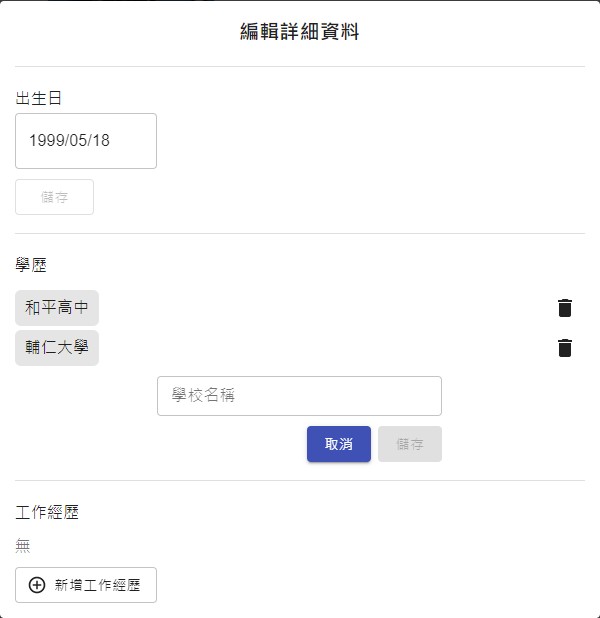 編輯詳細資料
出生日
1999/05/18
儲存
學歷
和平高中
輔仁大學
學校名稱
取消 儲存
工作經歷
無
新增工作經歷